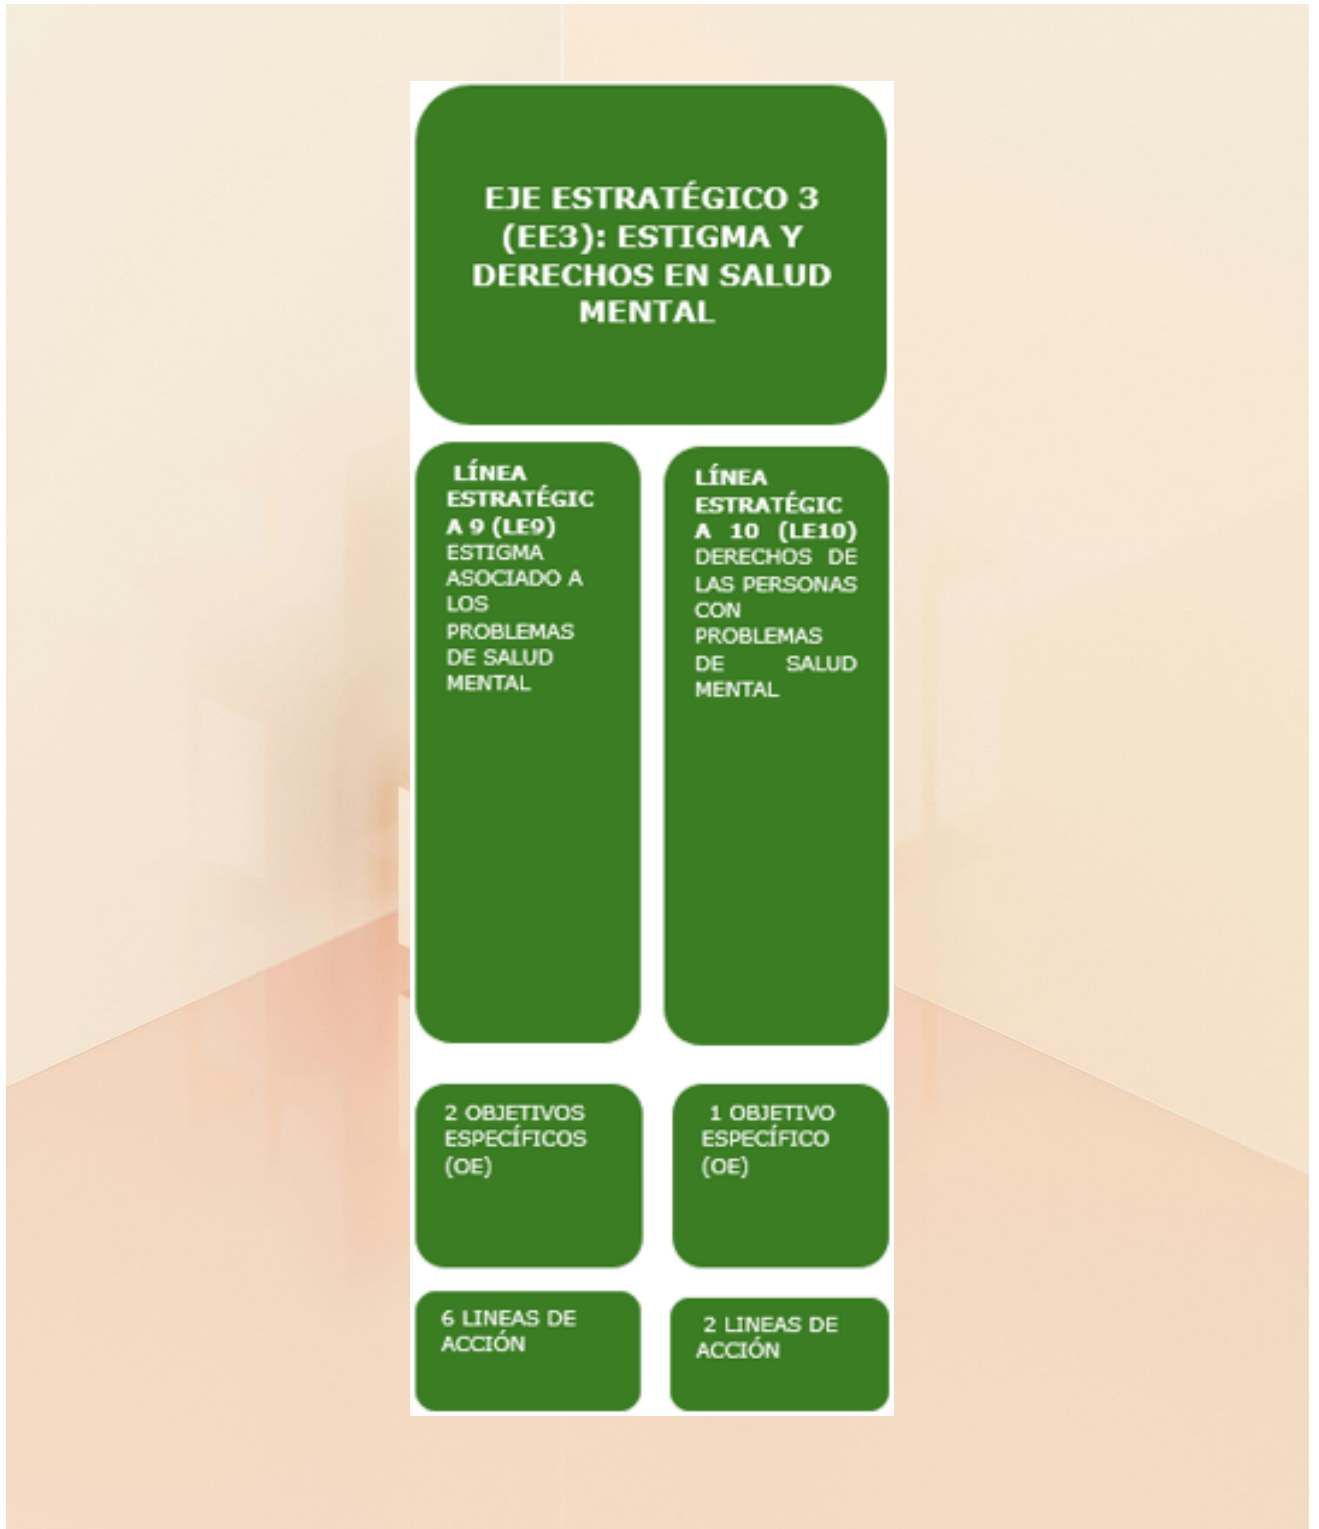 EJE ESTRATÉGICO 3
(EE3): ESTIGMA Y
DERECHOS EN SALUD
MENTAL
LÍNEA
ESTRATÉGIC
A 9 (LE9)
ESTIGMA
ASOCIADO A
LOS
PROBLEMAS
DE SALUD
MENTAL
LÍNEA
ESTRATÉGIC
A 10 (LE10)
DERECHOS DE
LAS PERSONAS
CON
PROBLEMAS
DE SALUD
MENTAL
2 OBJETIVOS
ESPECÍFICOS
(OE)
1 OBJETIVO
ESPECÍFICO
(OE)
6 LINEAS DE
ACCIÓN
2 LINEAS DE
ACCIÓN